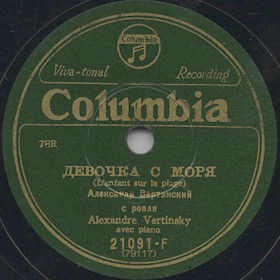 Columbia
Viva-tonal Recording
Columbia
78R
ДЕВОЧКА С МОРЯ
(L'enfant sur la plage)
Александр Вертинский
с рояля
Alexandre Vertinsky
avec piano
21091-F
(79117)